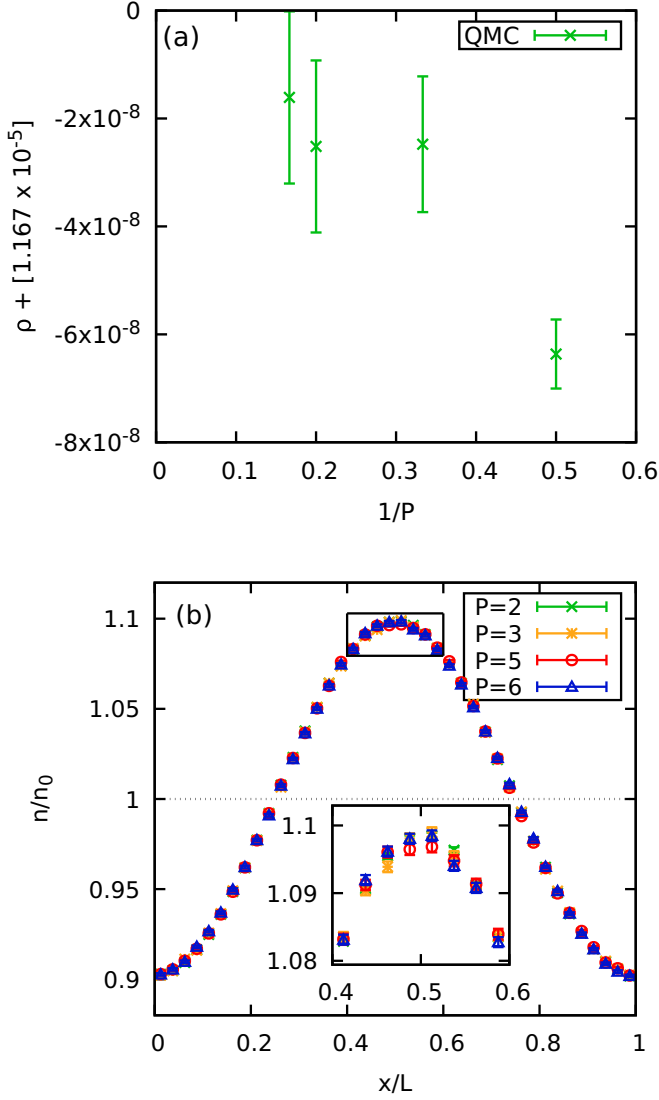 (a)
QMC
0
-2x10-8
-4x10-8
-6x10-8
-8x10-8
ρ + [1.167 x 10-5]
0 0.1 0.2 0.3 0.4 0.5 0.6
1/P
(b)
P=2
P=3
P=5
P=6
1.1
1.05
1
0.95
0.9
n/n0
1.1
1.09
1.08
0.4 0.5 0.6
0 0.2 0.4 0.6 0.8 1
x/L